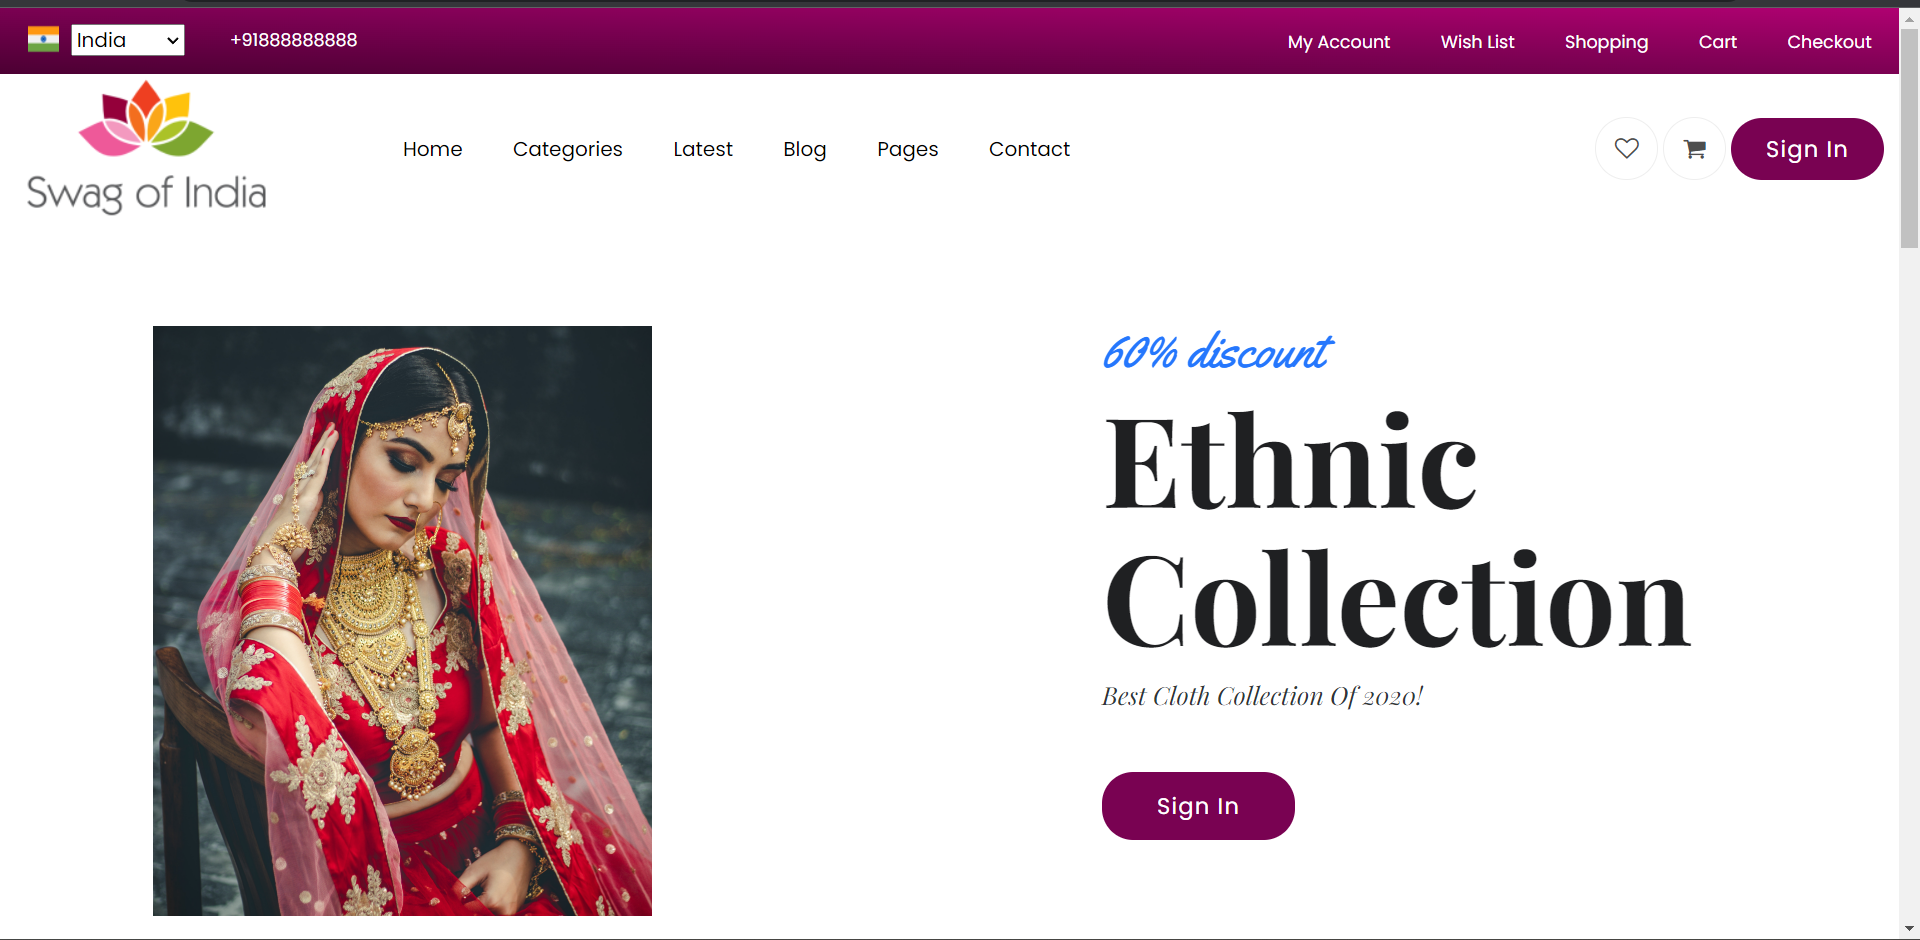 India
+91888888888
My Account
Wish List
Shopping
Cart
Checkout
Swag of India
Home
Categories
Latest
Blog
Pages
Contact
Sign In
60% discount
Ethnic
Collection
Best Cloth Collection Of 2020!
Sign In